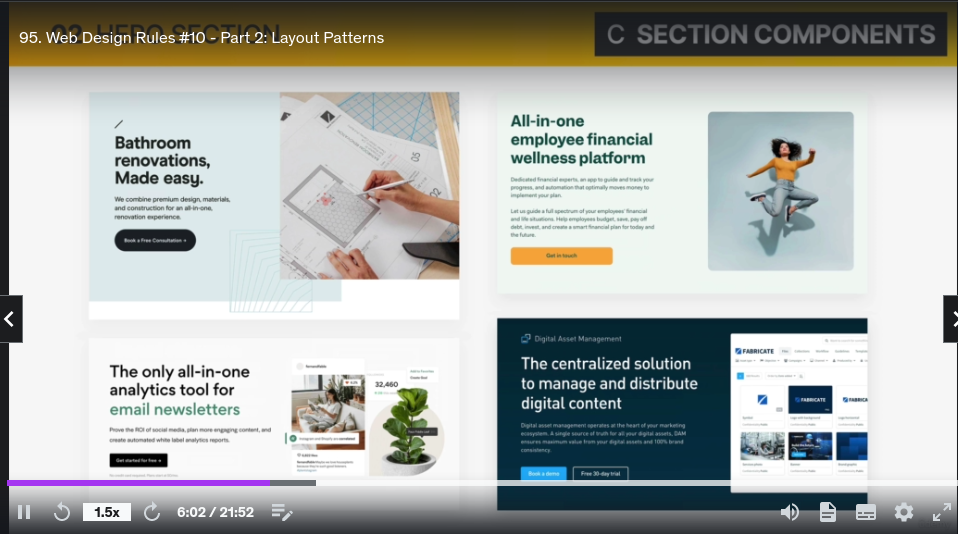 02 HERO SECTION
95. Web Design Rules #10 - Part 2: Layout Patterns
C SECTION COMPONENTS
Bathroom
renovations,
Made easy.
We combine premium design, materials,
and construction for an all-in-one,
renovation experience.
Book a Free Consultation →
All-in-one
employee financial
wellness platform
Dedicated financial experts, an app to guide and track your
progress, and automation that optimally moves money to
implement your plan.
Let us guide a full spectrum of your employees' financial
and life situations. Help employees budget, save, pay off
debt, invest, and create a smart financial plan for today and
the future.
Get in touch
The only all-in-one
analytics tool for
email newsletters
Prove the ROI of social media, plan more engaging content, and
create automated white label analytics reports.
Get started for free →
32,460
Digital Asset Management
The centralized solution
to manage and distribute
digital content
Digital asset management operates at the heart of your marketing
ecosystem. A single source of truth for all your digital assets, DAM
ensures maximum value from your digital assets and 100% brand
consistency.
Book a demo
Free 30-day trial
FABRICATE
FABRICATE
FABRICA
1.5x
6:02 / 21:52